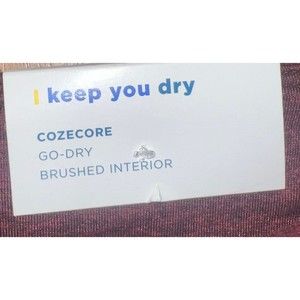 I keep you dry
COZECORE
GO-DRY
BRUSHED INTERIOR